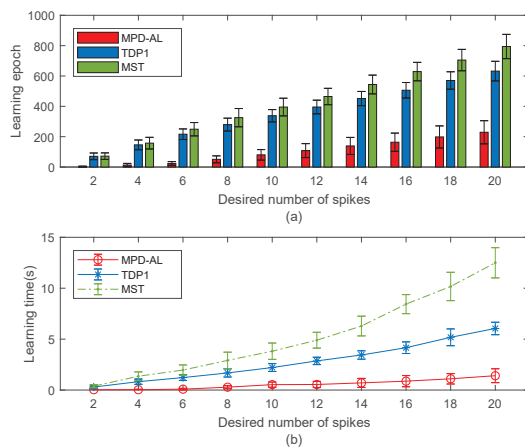 1000
800
600
400
200
0
Learning epoch
MPD-AL
TDP1
MST
2 4 6 8 10 12 14 16 18 20
Desired number of spikes
(a)
15
10
5
0
Learning time(s)
MPD-AL
TDP1
MST
2 4 6 8 10 12 14 16 18 20
Desired number of spikes
(b)